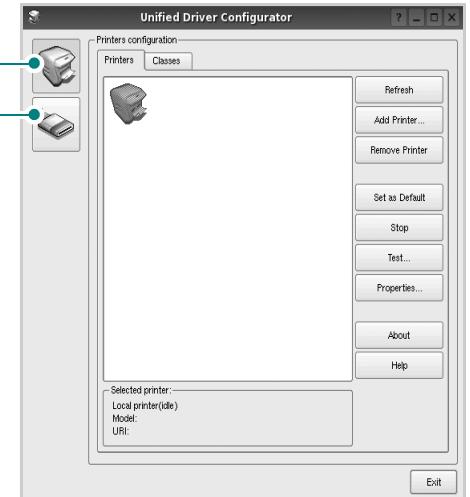 Unified Driver Configurator
Printers configuration
Printers
Classes
Refresh
Add Printer...
Remove Printer
Set as Default
Stop
Test...
Properties...
About
Help
Selected printer:
Local printer(idle)
Model:
URI:
Exit